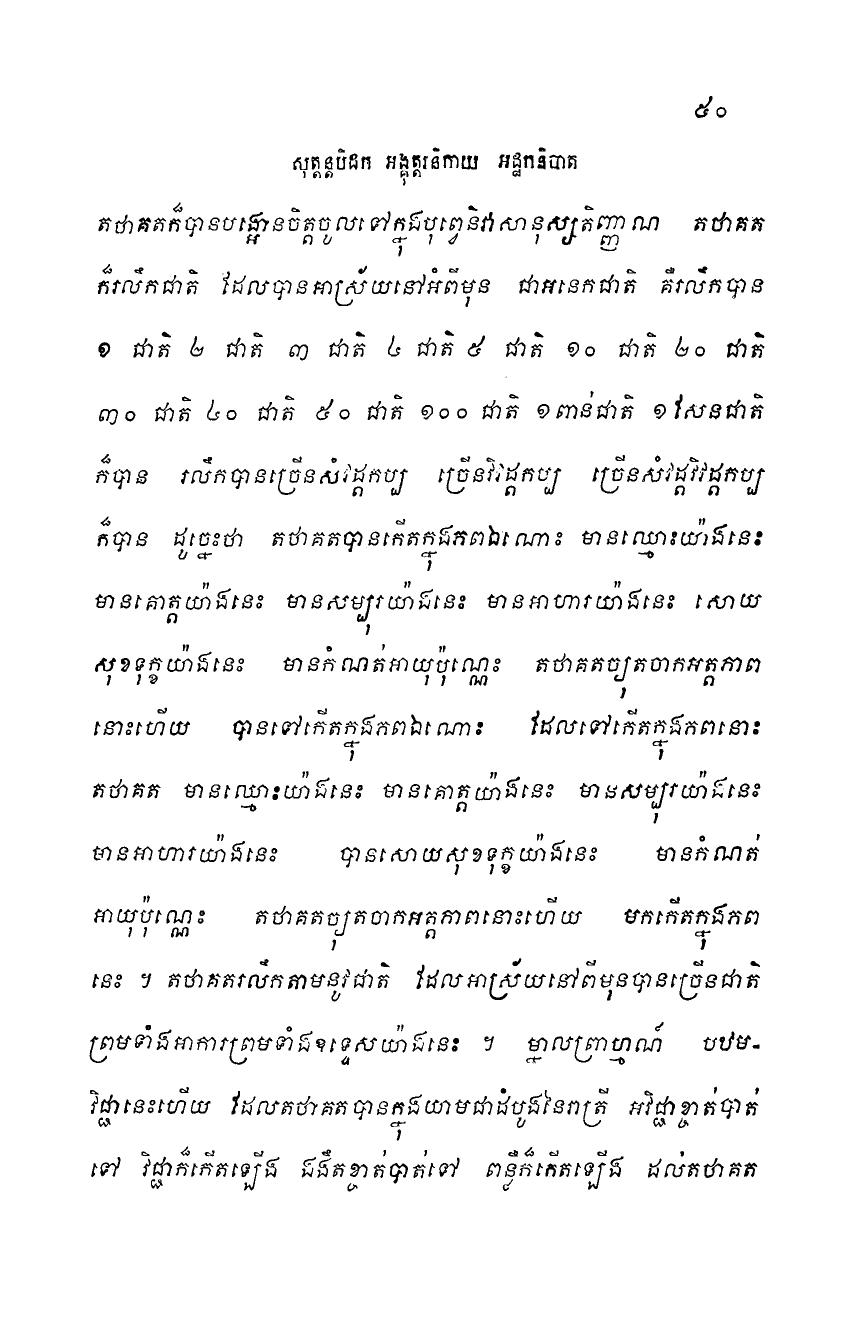 ៥០
សុត្តន្តបិដក អង្គុត្តរនិកាយ អដ្ឋកនិបាត
តថាគតក៏បានបង្អោនចិត្តចូលទៅក្នុងបុព្វេនិវាសានុស្សតិញ្ញាណ តថាគត
ក៏រលឹកជាតិ ដែលបានអាស្រ័យនៅអំពីមុន ជាអនេកជាតិ គឺរលឹកបាន
១ ជាតិ ២ ជាតិ ៣ ជាតិ ៤ ជាតិ ៥ ជាតិ ១០ ជាតិ ២០ ជាតិ
៣០ ជាតិ ៤០ ជាតិ ៥០ ជាតិ ១០០ ជាតិ ១ពាន់ជាតិ ១សែនជាតិ
ក៏បាន រលឹកបានច្រើនសំវដ្តកប្ប ច្រើនវិវដ្តកប្ប ច្រើនសំវដ្តវិវដ្តកប្ប
ក៏បាន ដូច្នេះថា តថាគតបានកើតក្នុងភពឯណោះ មានឈ្មោះយ៉ាងនេះ
មានគោត្តយ៉ាងនេះ មានសម្បុរយ៉ាងនេះ មានអាហារយ៉ាងនេះ សោយ
សុខទុក្ខយ៉ាងនេះ មានកំណត់អាយុប៉ុណ្ណេះ តថាគតច្យុតចាកអត្តភាព
នោះហើយ បានទៅកើតក្នុងភពឯណោះ ដែលទៅកើតក្នុងភពនោះ
តថាគត មានឈ្មោះយ៉ាងនេះ មានគោត្តយ៉ាងនេះ មានសម្បុរយ៉ាងនេះ
មានអាហារយ៉ាងនេះ បានសោយសុខទុក្ខយ៉ាងនេះ មានកំណត់
អាយុប៉ុណ្ណេះ តថាគតច្យុតចាកអត្តភាពនោះហើយ មកកើតក្នុងភព
នេះ ។ តថាគតរលឹកតាមនូវជាតិ ដែលអាស្រ័យនៅពីមុនបានច្រើនជាតិ
ព្រមទាំងអាការព្រមទាំងឧទ្ទេសយ៉ាងនេះ ។ ម្នាលព្រាហ្មណ៍ បឋម-
វិជ្ជានេះហើយ ដែលតថាគតបានក្នុងយាមជាដំបូងនៃរាត្រី អវិជ្ជាខ្ចាត់បាត់
ទៅ វិជ្ជាក៏កើតឡើង ងងឹតខ្ចាត់បាត់ទៅ ពន្លឺក៏កើតឡើង ដល់តថាគត